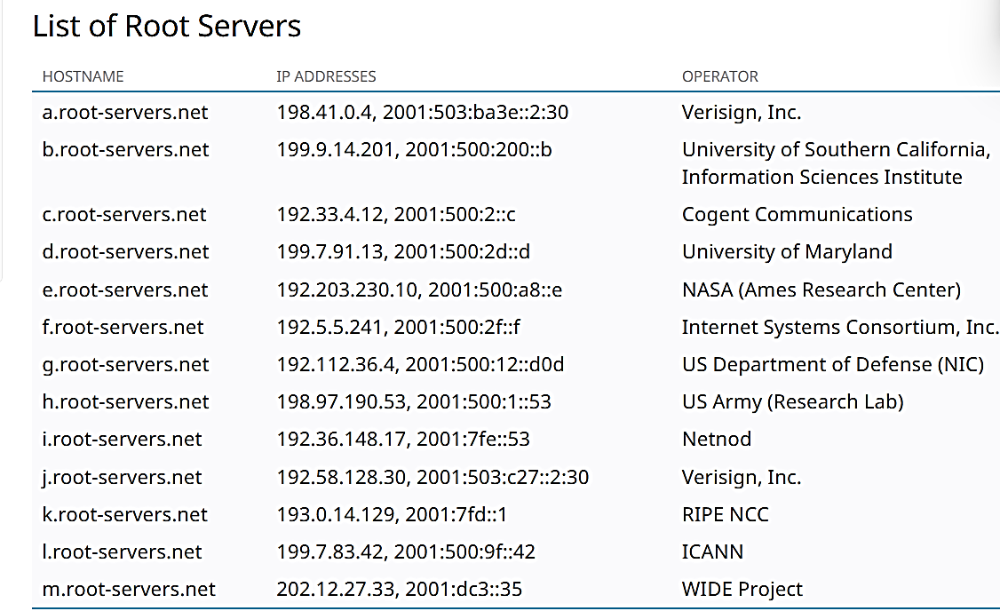 List of Root Servers
HOSTNAME IP ADDRESSES OPERATOR
a.root-servers.net 198.41.0.4, 2001:503:ba3e::2:30 Verisign, Inc.
b.root-servers.net 199.9.14.201, 2001:500:200::b University of Southern California,
Information Sciences Institute
c.root-servers.net 192.33.4.12, 2001:500:2::c Cogent Communications
d.root-servers.net 199.7.91.13, 2001:500:2d::d University of Maryland
e.root-servers.net 192.203.230.10, 2001:500:a8::e NASA (Ames Research Center)
f.root-servers.net 192.5.5.241, 2001:500:2f::f Internet Systems Consortium, Inc.
g.root-servers.net 192.112.36.4, 2001:500:12::d0d US Department of Defense (NIC)
h.root-servers.net 198.97.190.53, 2001:500:1::53 US Army (Research Lab)
i.root-servers.net 192.36.148.17, 2001:7fe::53 Netnod
j.root-servers.net 192.58.128.30, 2001:503:c27::2:30 Verisign, Inc.
k.root-servers.net 193.0.14.129, 2001:7fd::1 RIPE NCC
l.root-servers.net 199.7.83.42, 2001:500:9f::42 ICANN
m.root-servers.net 202.12.27.33, 2001:dc3::35 WIDE Project